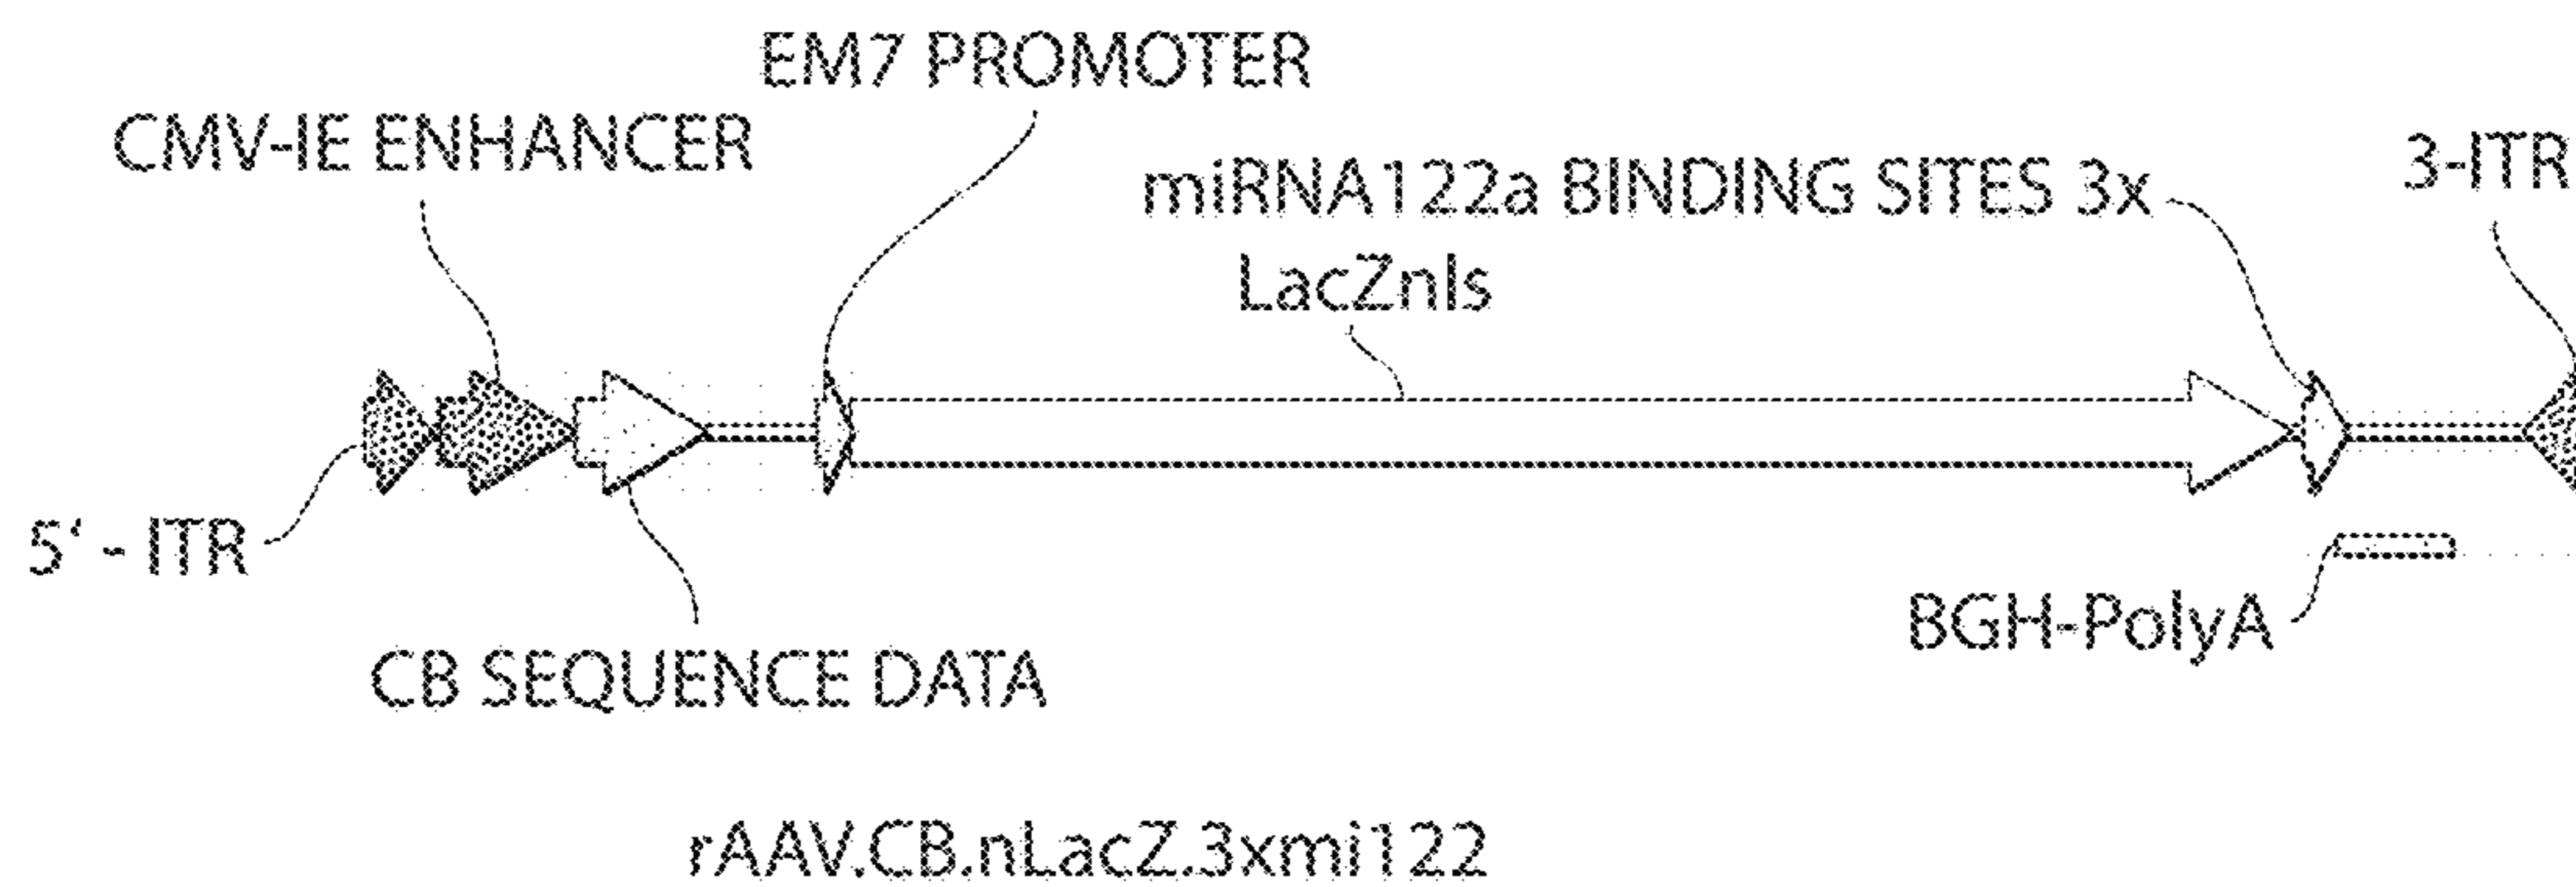 EM7 PROMOTER
CMV-IE ENHANCER
3-ITR
miRNA122a BINDING SITES 3x
LacZnls
5‘ - ITR
BGH-PolyA
CB SEQUENCE DATA
rAAV.CB.nLacZ.3xmi122